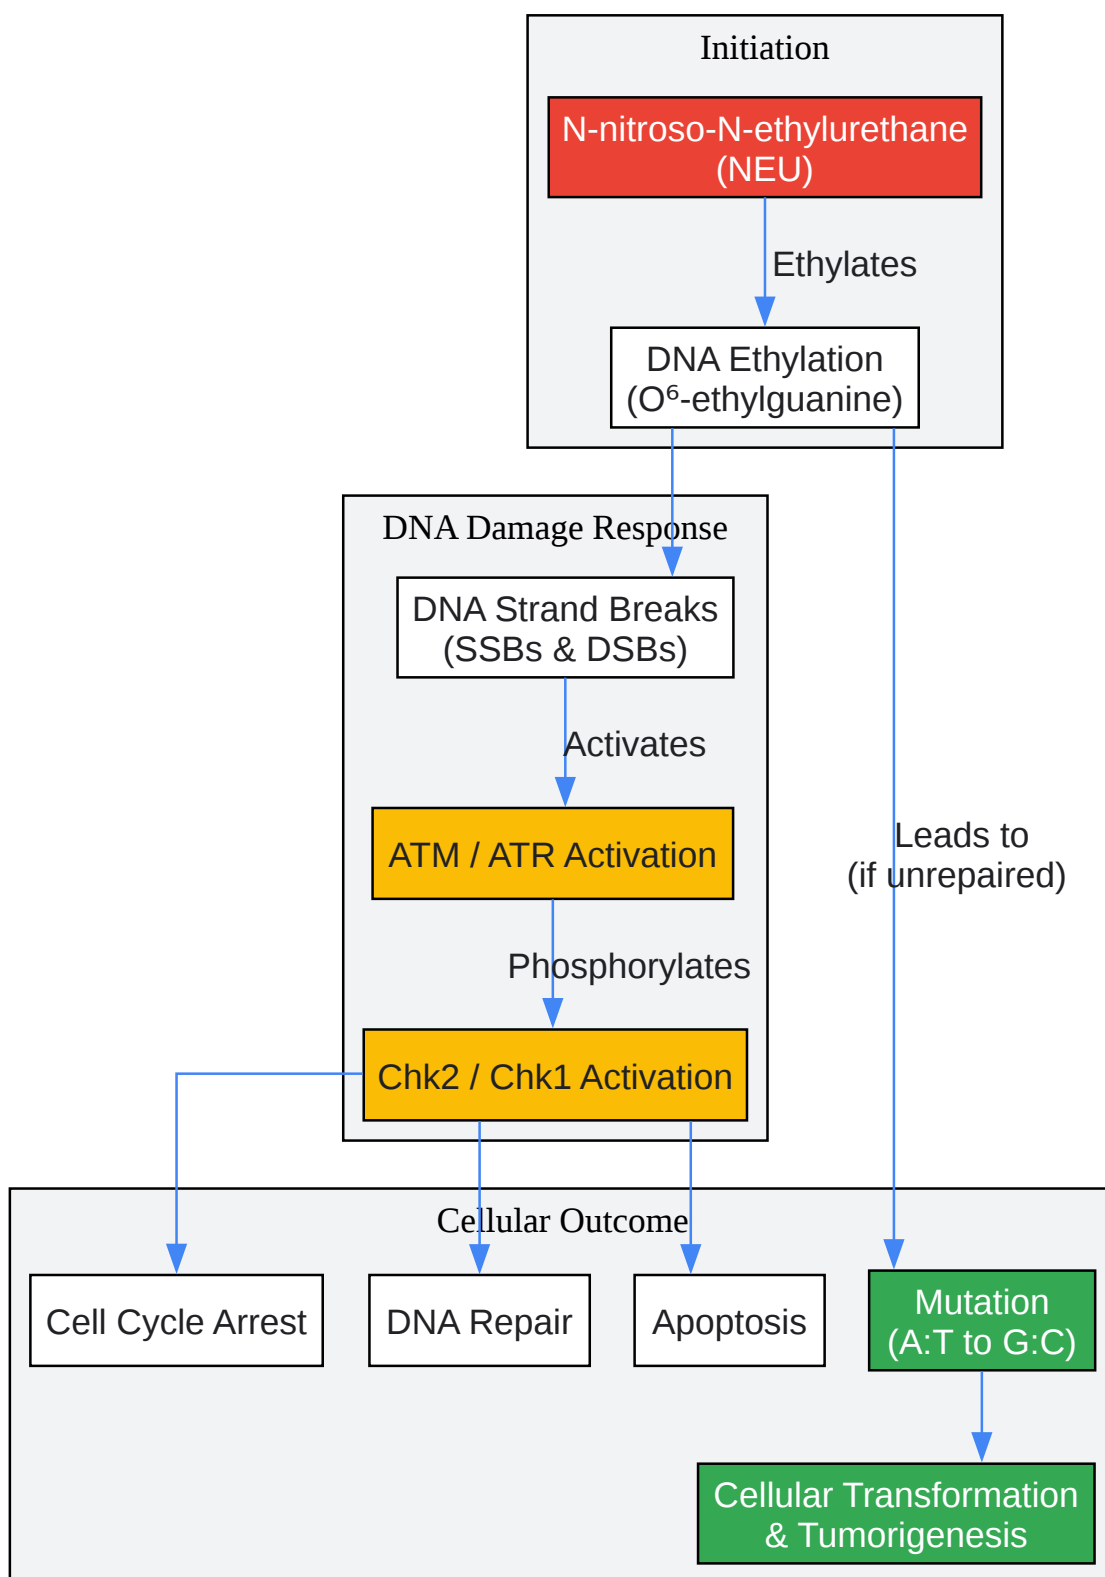 Initiation
N-nitroso-N-ethylurethane
(NEU)
Ethylates
DNA Ethylation
(O⁶-ethylguanine)
DNA Damage Response
DNA Strand Breaks
(SSBs & DSBs)
Activates
ATM / ATR Activation
Leads to
(if unrepaired)
Phosphorylates
Chk2 / Chk1 Activation
Cellular Outcome
Cell Cycle Arrest
DNA Repair
Apoptosis
Mutation
(A:T to G:C)
Cellular Transformation
& Tumorigenesis